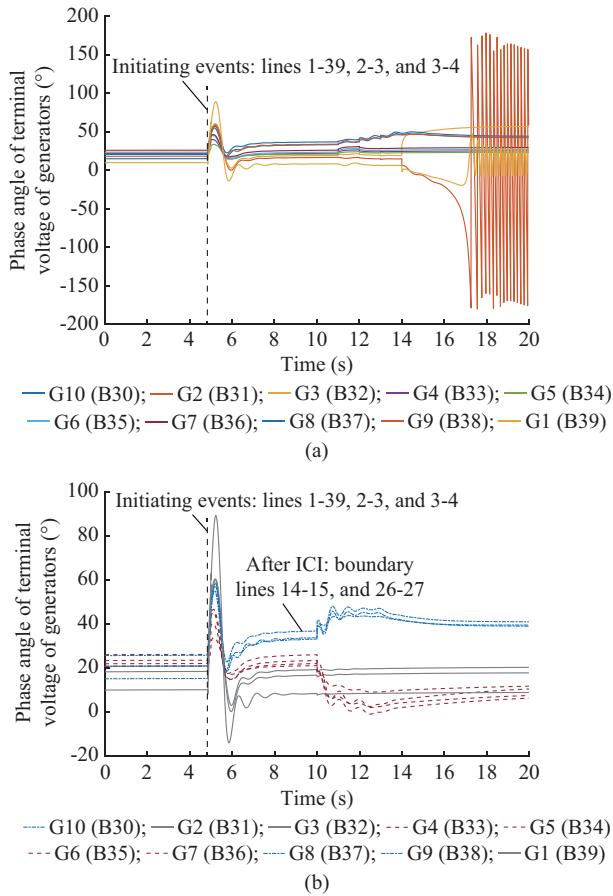 200
150
Initiating events: lines 1-39, 2-3, and 3-4
100
50
0
-50
-100
-150
-200
0 2 4 6 8 10 12 14 16 18 20
Phase angle of terminal
voltage of generators (°)
Time (s)
G10 (B30); G2 (B31); G3 (B32); G4 (B33); G5 (B34)
G6 (B35); G7 (B36); G8 (B37); G9 (B38); G1 (B39)
(a)
100
Initiating events: lines 1-39, 2-3, and 3-4
80
After ICI: boundary
lines 14-15, and 26-27
60
40
20
0
-20
0 2 4 6 8 10 12 14 16 18 20
Phase angle of terminal
voltage of generators (°)
Time (s)
G10 (B30); G2 (B31); G3 (B32); G4 (B33); G5 (B34)
G6 (B35); G7 (B36); G8 (B37); G9 (B38); G1 (B39)
(b)